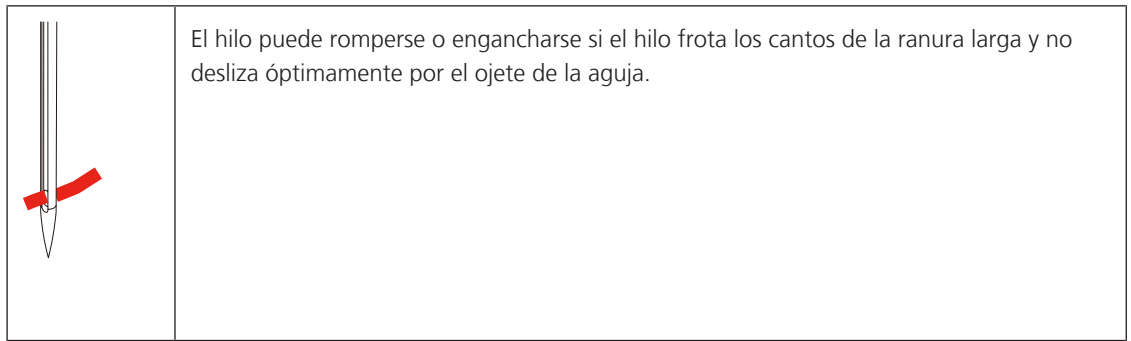 El hilo puede romperse o engancharse si el hilo frota los cantos de la ranura larga y no
desliza óptimamente por el ojete de la aguja.